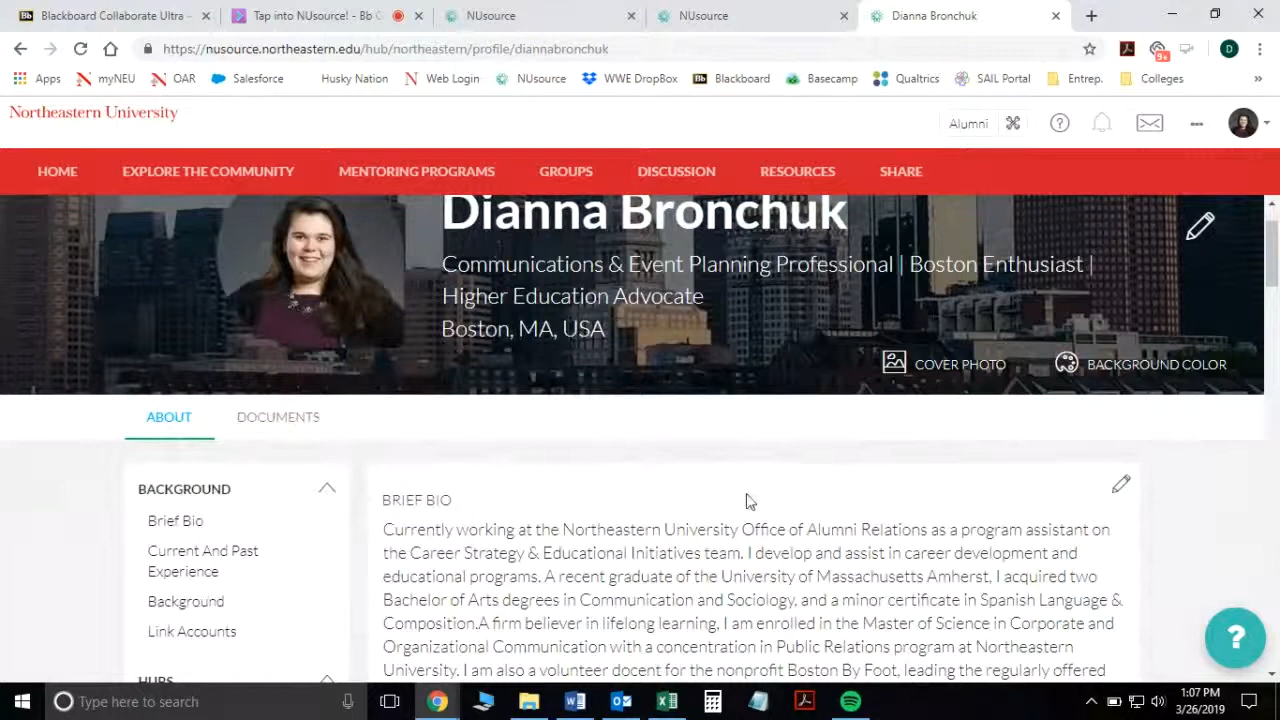 Blackboard Collaborate Ultra –
Tap into NUsource! - Bb C
NUsource
NUsource
Dianna Bronchuk
https://nusource.northeastern.edu/hub/northeastern/profile/diannabronchuk
9+
D
Apps
myNEU
OAR
Salesforce
Husky Nation
Web Login
NUsource
WWE DropBox
Bb Blackboard
Basecamp
Qualtrics
SAIL Portal
Entrep.
Colleges
»
Northeastern University
Alumni
HOME
EXPLORE THE COMMUNITY
MENTORING PROGRAMS
GROUPS
DISCUSSION
RESOURCES
SHARE
Dianna Bronchuk
Communications & Event Planning Professional | Boston Enthusiast |
Higher Education Advocate
Boston, MA, USA
COVER PHOTO
BACKGROUND COLOR
ABOUT
DOCUMENTS
BACKGROUND
Brief Bio
Current And Past
Experience
Background
Link Accounts
HUBS
BRIEF BIO
Currently working at the Northeastern University Office of Alumni Relations as a program assistant on
the Career Strategy & Educational Initiatives team. I develop and assist in career development and
educational programs. A recent graduate of the University of Massachusetts Amherst, I acquired two
Bachelor of Arts degrees in Communication and Sociology, and a minor certificate in Spanish Language &
Composition.A firm believer in lifelong learning, I am enrolled in the Master of Science in Corporate and
Organizational Communication with a concentration in Public Relations program at Northeastern
University. I am also a volunteer docent for the nonprofit Boston By Foot, leading the regularly offered
?
Type here to search
1:07 PM
3/26/2019